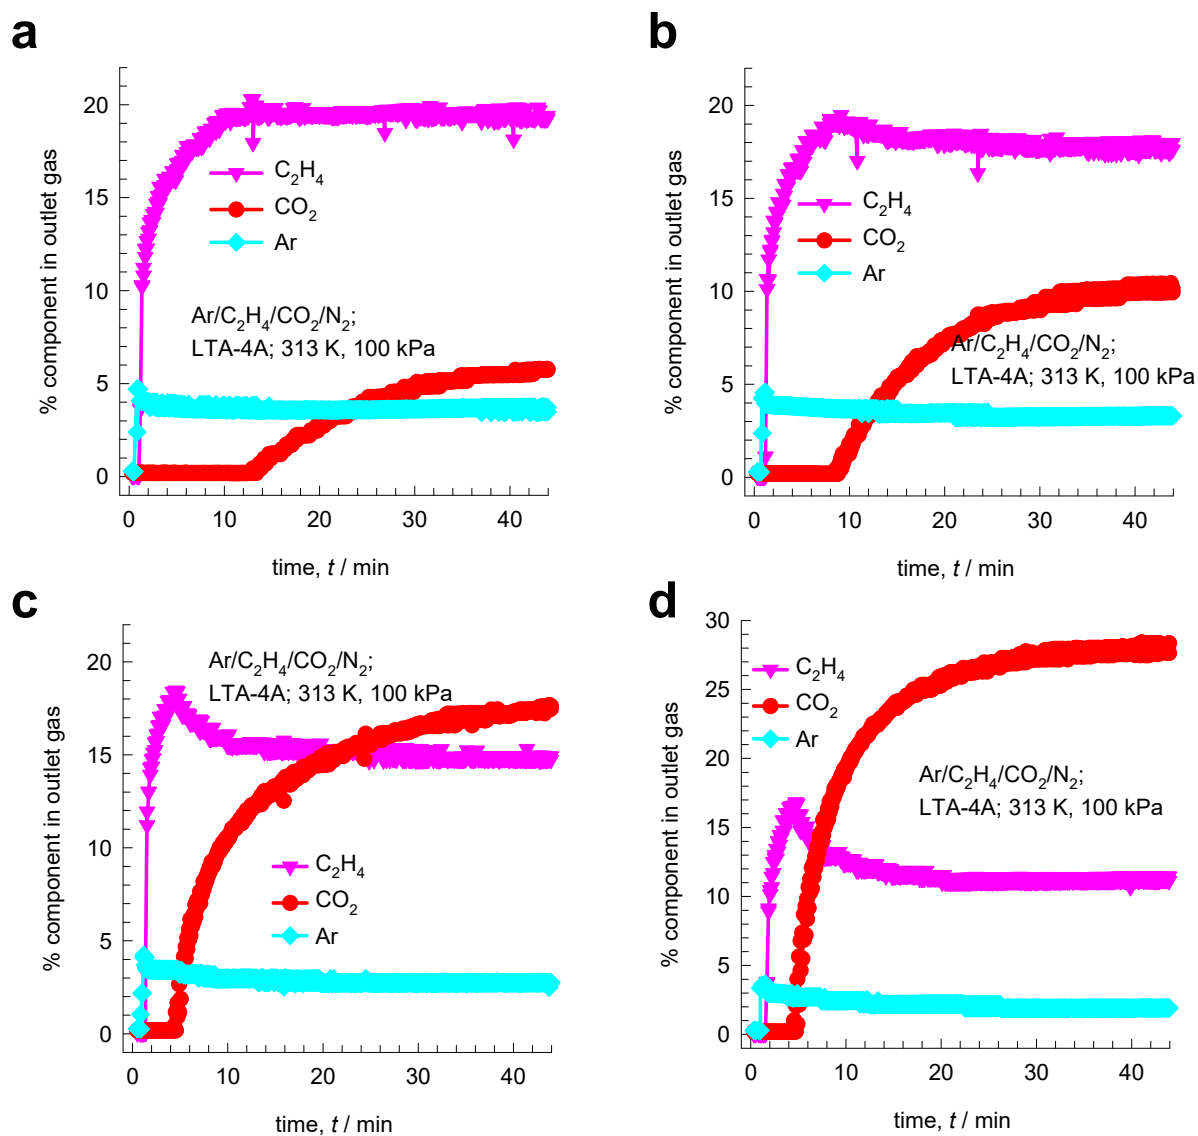 a
% component in outlet gas
20
15
10
5
0
C₂H₄
CO₂
Ar
Ar/C₂H₄/CO₂/N₂;
LTA-4A; 313 K, 100 kPa
0 10 20 30 40
time, t / min
b
% component in outlet gas
20
15
10
5
0
C₂H₄
CO₂
Ar
Ar/C₂H₄/CO₂/N₂;
LTA-4A; 313 K, 100 kPa
0 10 20 30 40
time, t / min
c
% component in outlet gas
20
15
10
5
0
Ar/C₂H₄/CO₂/N₂;
LTA-4A; 313 K, 100 kPa
C₂H₄
CO₂
Ar
0 10 20 30 40
time, t / min
d
% component in outlet gas
30
25
20
15
10
5
0
C₂H₄
CO₂
Ar
Ar/C₂H₄/CO₂/N₂;
LTA-4A; 313 K, 100 kPa
0 10 20 30 40
time, t / min